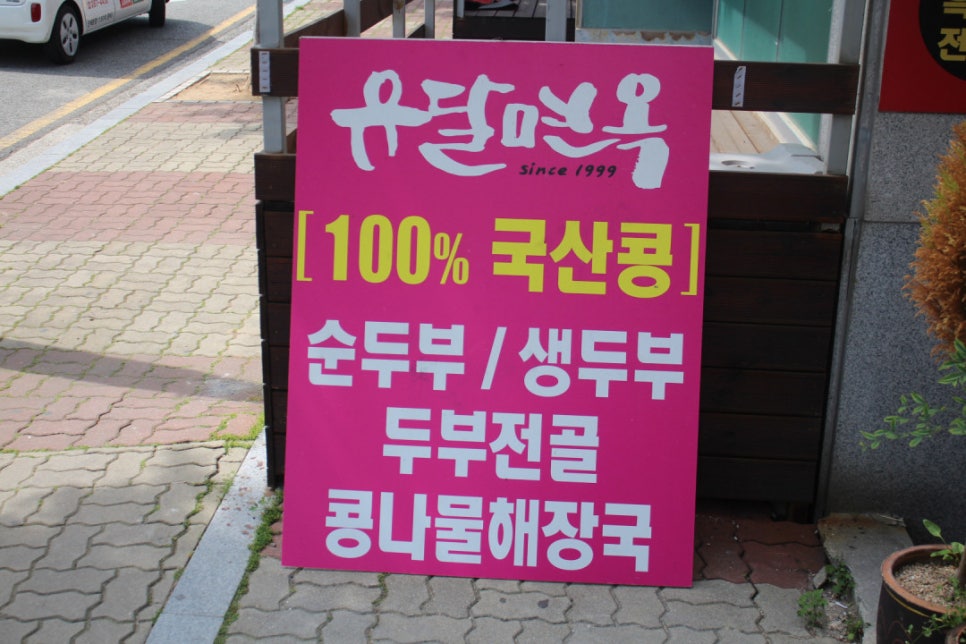 유달면옥
since 1999
[100% 국산콩]
순두부 / 생두부
두부전골
콩나물해장국